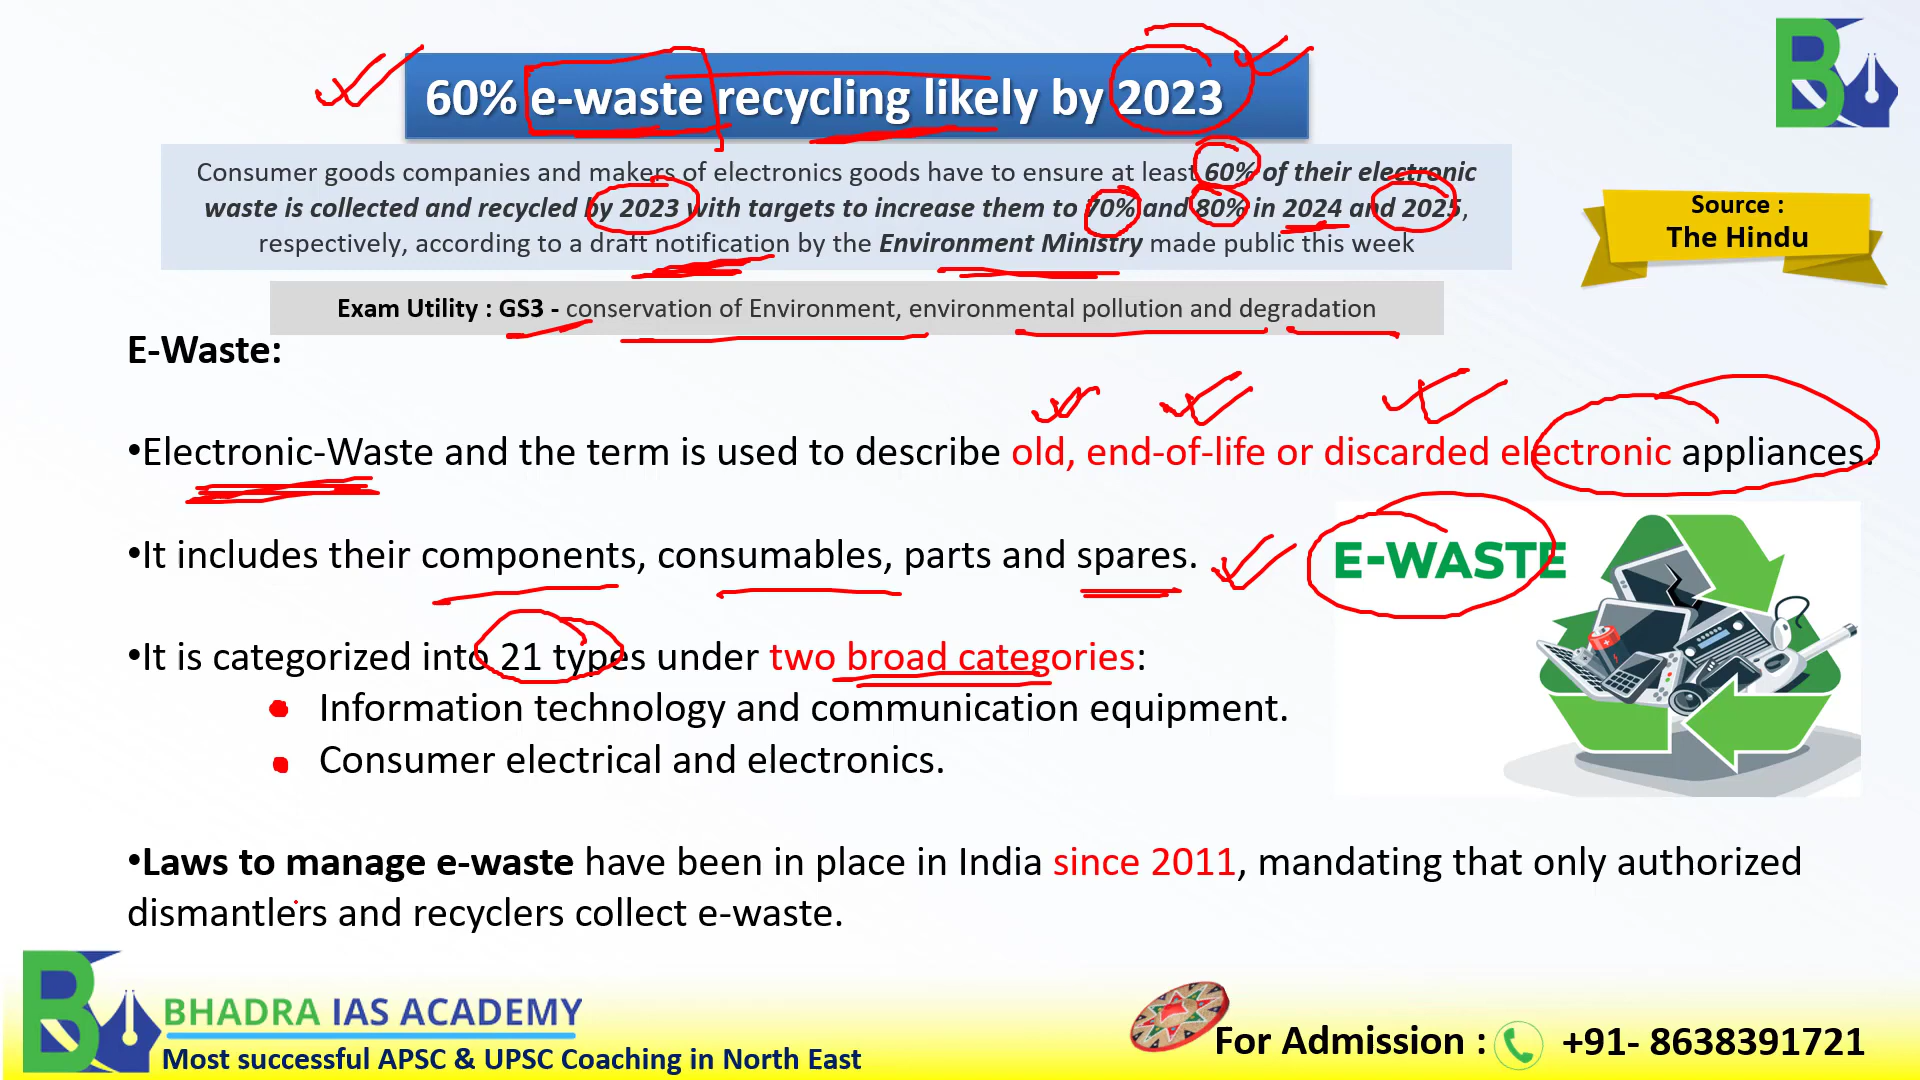 60% e-waste recycling likely by 2023
Consumer goods companies and makers of electronics goods have to ensure at least 60% of their electronic
waste is collected and recycled by 2023 with targets to increase them to 70% and 80% in 2024 and 2025,
respectively, according to a draft notification by the Environment Ministry made public this week
Source :
The Hindu
Exam Utility : GS3 - conservation of Environment, environmental pollution and degradation
E-Waste:
•Electronic-Waste and the term is used to describe old, end-of-life or discarded electronic appliances.
•It includes their components, consumables, parts and spares.
E-WASTE
•It is categorized into 21 types under two broad categories:
• Information technology and communication equipment.
• Consumer electrical and electronics.
•Laws to manage e-waste have been in place in India since 2011, mandating that only authorized
dismantlers and recyclers collect e-waste.
BHADRA IAS ACADEMY
Most successful APSC & UPSC Coaching in North East
For Admission : +91- 8638391721